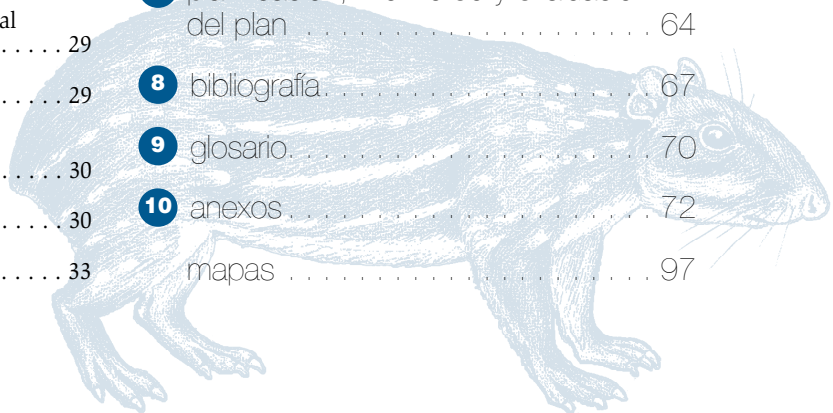 al
..... 29
..... 29
..... 30
..... 30
..... 33
del plan ........................ 64
8 bibliografía ........................ 67
9 glosario ........................ 70
10 anexos ........................ 72
mapas ........................ 97